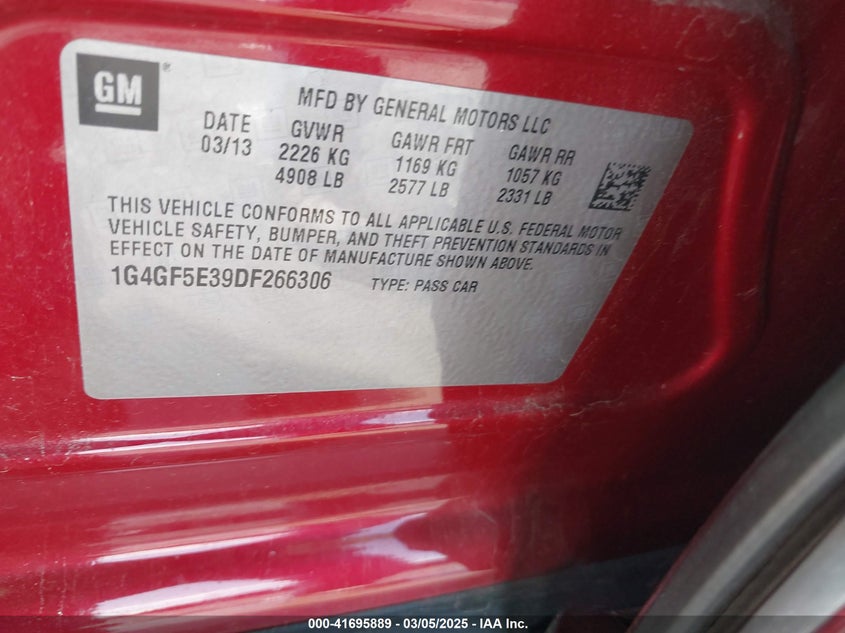 GM®
MFD BY GENERAL MOTORS LLC
DATE GVWR GAWR FRT GAWR RR
03/13 2226 KG 1169 KG 1057 KG
4908 LB 2577 LB 2331 LB
THIS VEHICLE CONFORMS TO ALL APPLICABLE U.S. FEDERAL MOTOR
VEHICLE SAFETY, BUMPER, AND THEFT PREVENTION STANDARDS IN
EFFECT ON THE DATE OF MANUFACTURE SHOWN ABOVE.
1G4GF5E39DF266306 TYPE: PASS CAR
000-41695889 - 03/05/2025 - IAA Inc.